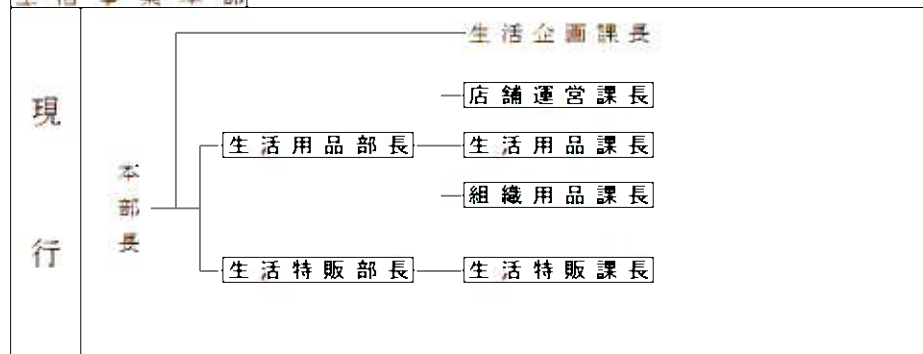 生活事業本部
現行
本部長
生活企画課長
店舗運営課長
生活用品部長
生活用品課長
組織用品課長
生活特販部長
生活特販課長